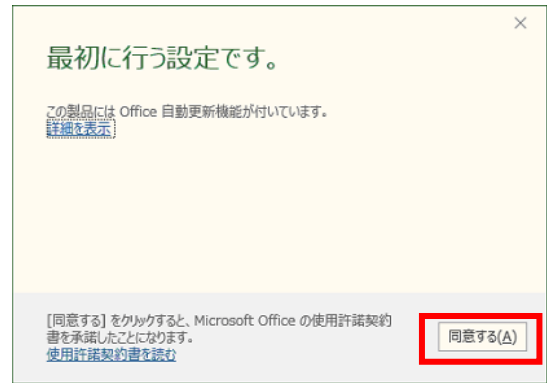 最初に行う設定です。
この製品には Office 自動更新機能が付いています。
詳細を表示
[同意する] をクリックすると、Microsoft Office の使用許諾契約
書を承諾したことになります。
使用許諾契約書を読む
同意する(A)